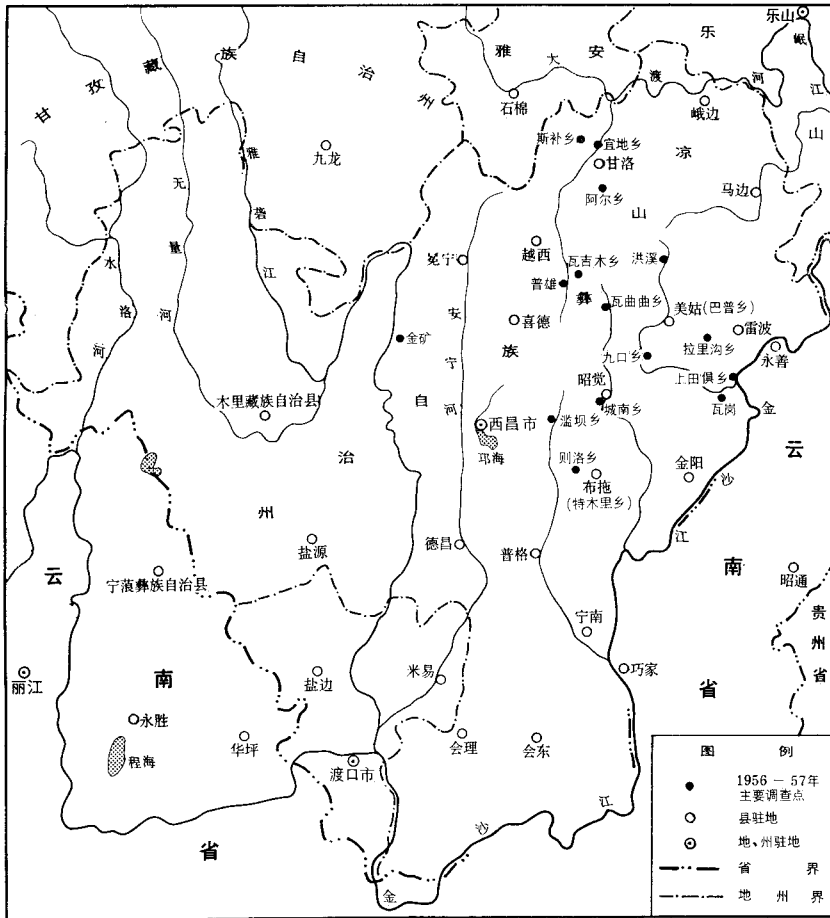 乐山
岷
江
甘孜藏族自治州
雅安
乐
大渡河
石棉
峨边
斯补乡
宜地乡
甘洛
凉
山
九龙
无量河
雅砻江
阿尔乡
马边
山
水洛河
冕宁
越西
瓦吉木乡
洪溪
普雄
彝
瓦曲曲乡
美姑(巴普乡)
雷波
安宁河
喜德
族
金矿
拉里沟乡
永善
九口乡
上田俱乡
昭觉
木里藏族自治县
自
城南乡
瓦岗
金
西昌市
滥坝乡
云
邛海
治
则洛乡
布拖
(特木里乡)
金阳
沙
州
江
盐源
德昌
普格
南
昭通
云
宁蒗彝族自治县
贵州省
宁南
丽江
南
盐边
米易
巧家
省
永胜
华坪
会理
会东
程海
渡口市
江
沙
省
金
图 例
1956－57年
主要调查点
县驻地
地、州驻地
省 界
地 州 界